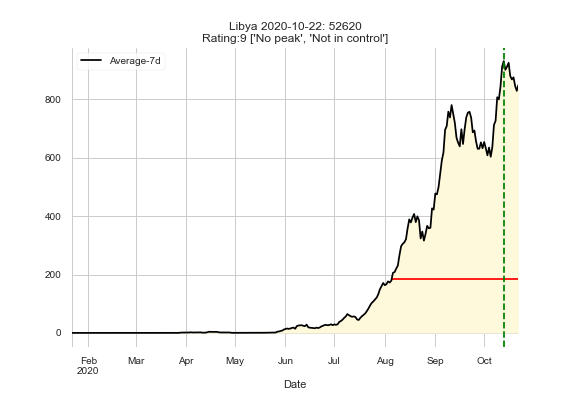 Libya 2020-10-22: 52620
Rating:9 ['No peak', 'Not in control']
Average-7d
800
600
400
200
0
Feb Mar Apr May Jun Jul Aug Sep Oct
2020
Date